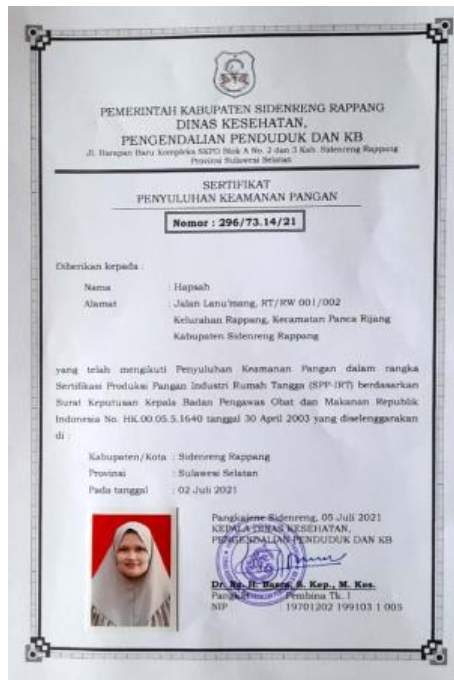 PEMERINTAH KABUPATEN SIDENRENG RAPPANG
DINAS KESEHATAN,
PENGENDALIAN PENDUDUK DAN KB
Jl. Harapan Baru kompleks SKPD Blok A No. 2 dan 3 Kab. Sidenreng Rappang
Provinsi Sulawesi Selatan
SERTIFIKAT
PENYULUHAN KEAMANAN PANGAN
Nomor : 296/73.14/21
Diberikan kepada :
Nama : Hapsah
Alamat : Jalan Lanu'mang, RT/RW 001/002
Kelurahan Rappang, Kecamatan Panca Rijang
Kabupaten Sidenreng Rappang
yang telah mengikuti Penyuluhan Keamanan Pangan dalam rangka
Sertifikasi Produksi Pangan Industri Rumah Tangga (SPP-IRT) berdasarkan
Surat Keputusan Kepala Badan Pengawas Obat dan Makanan Republik
Indonesia No. HK.00.05.5.1640 tanggal 30 April 2003 yang diselenggarakan
di :
Kabupaten/Kota : Sidenreng Rappang
Provinsi : Sulawesi Selatan
Pada tanggal : 02 Juli 2021
Pangkajene Sidenreng, 05 Juli 2021
KEPALA DINAS KESEHATAN,
PENGENDALIAN PENDUDUK DAN KB
Dr. H. Basra, S. Kep., M. Kes.
Pangkat : Pembina Tk. I
NIP : 19701202 199103 1 005